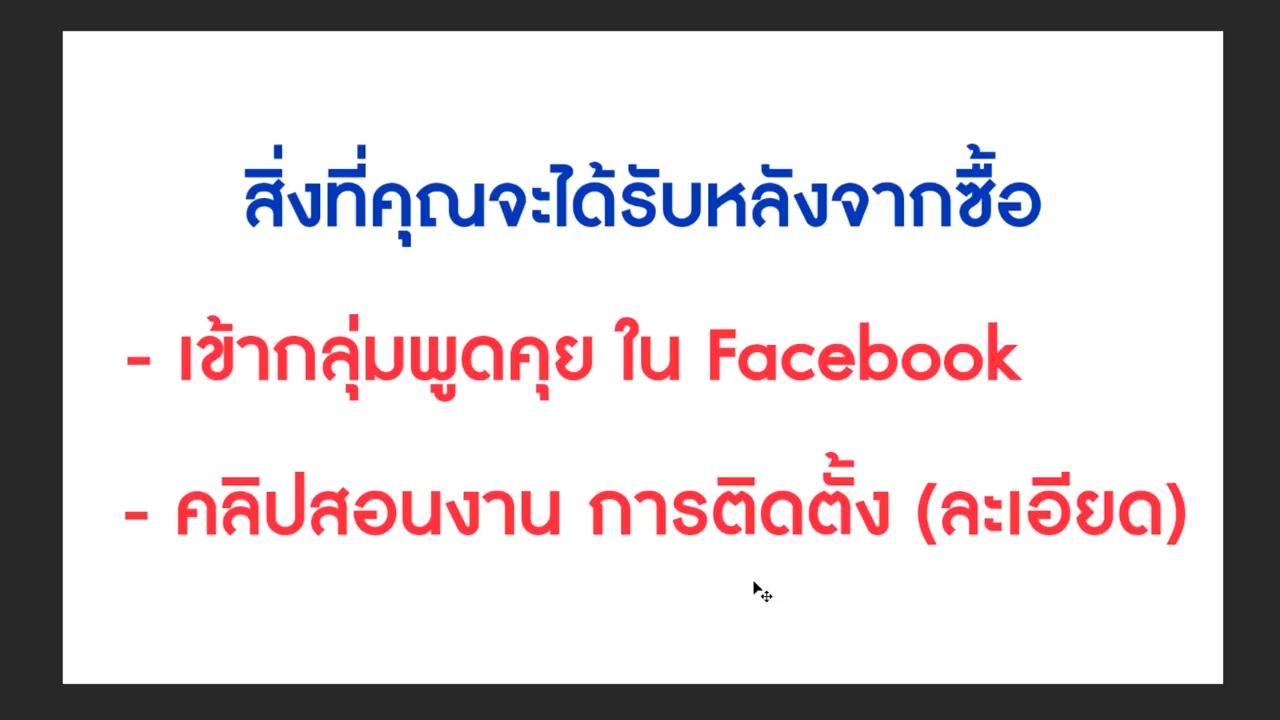 สิ่งที่คุณจะได้รับหลังจากซื้อ
- เข้ากลุ่มพูดคุย ใน Facebook
- คลิปสอนงาน การติดตั้ง (ละเอียด)